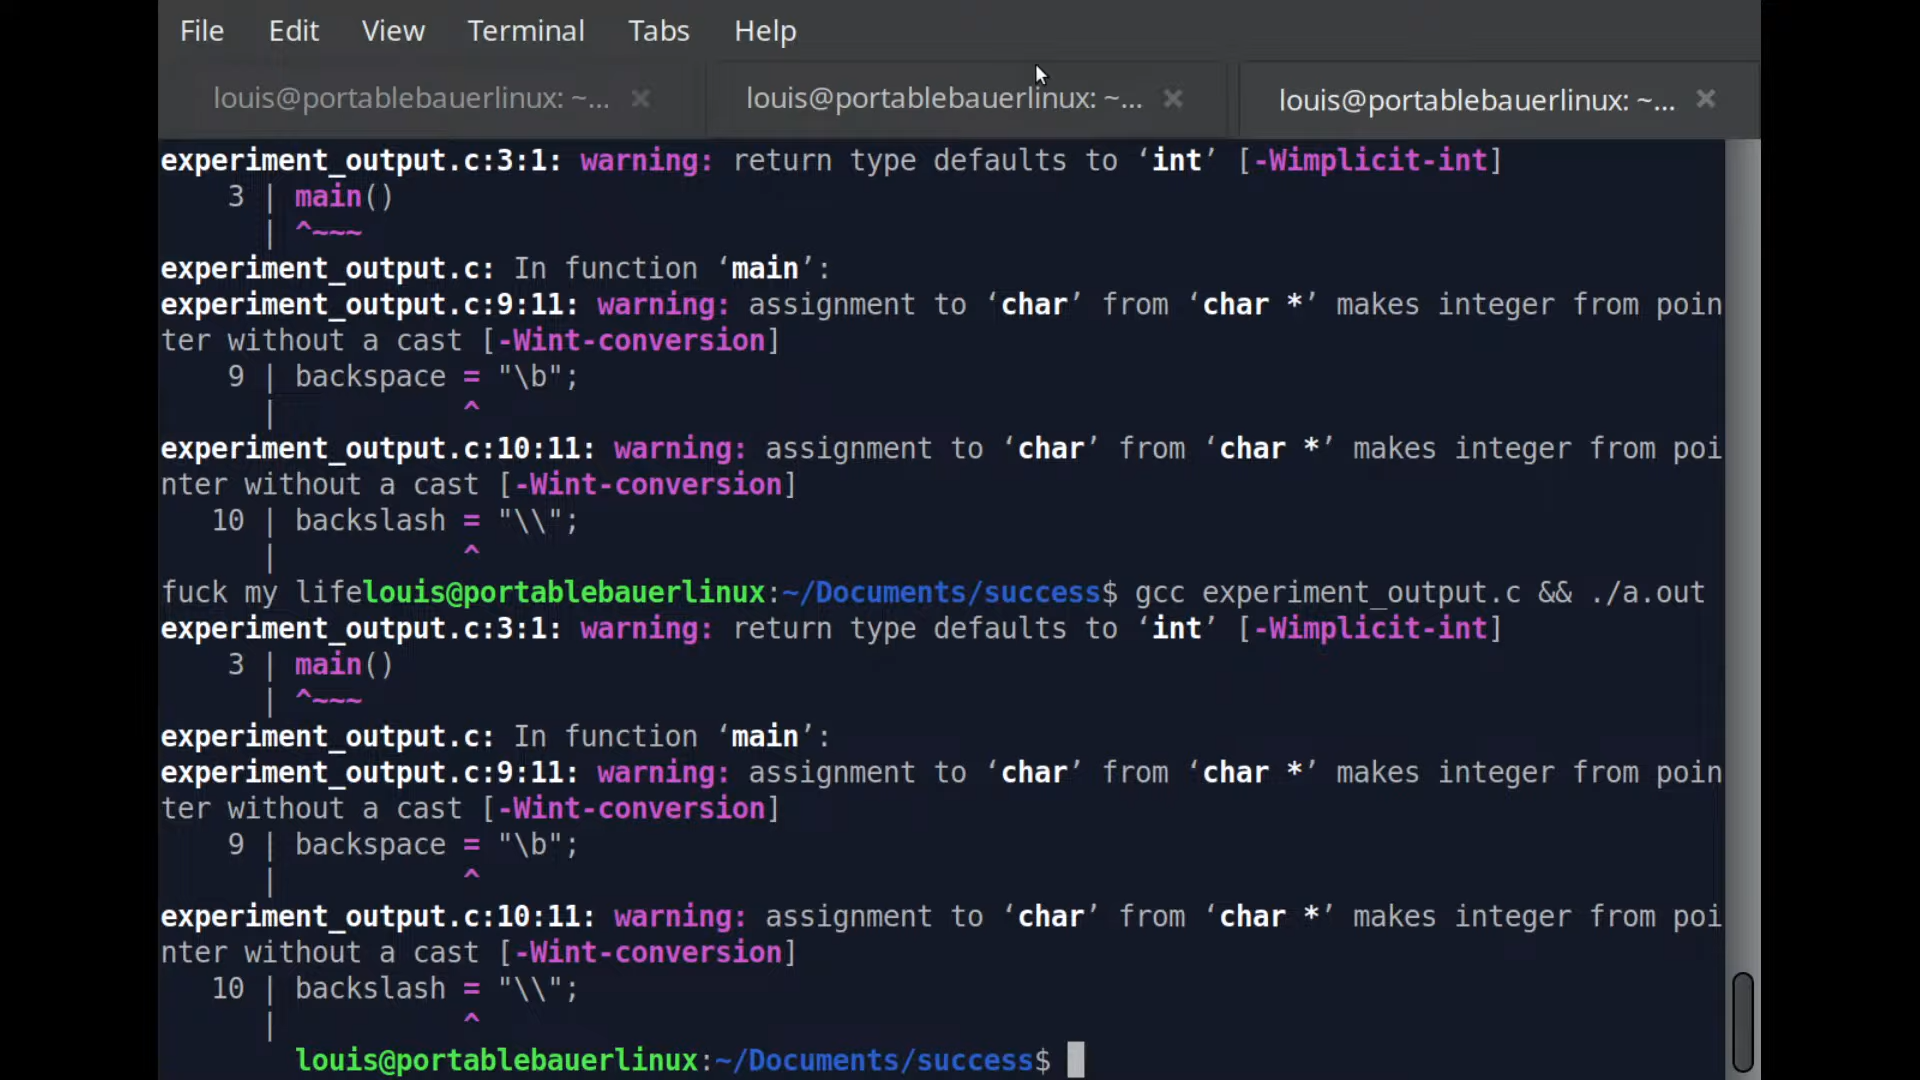 File Edit View Terminal Tabs Help
louis@portablebauerlinux: ~... × louis@portablebauerlinux: ~... × louis@portablebauerlinux: ~... ×
experiment_output.c:3:1: warning: return type defaults to ‘int’ [-Wimplicit-int]
3 | main()
| ^~~~
experiment_output.c: In function ‘main’:
experiment_output.c:9:11: warning: assignment to ‘char’ from ‘char *’ makes integer from poin
ter without a cast [-Wint-conversion]
9 | backspace = "\b";
| ^
experiment_output.c:10:11: warning: assignment to ‘char’ from ‘char *’ makes integer from poi
nter without a cast [-Wint-conversion]
10 | backslash = "\\";
| ^
fuck my lifelouis@portablebauerlinux:~/Documents/success$ gcc experiment_output.c && ./a.out
experiment_output.c:3:1: warning: return type defaults to ‘int’ [-Wimplicit-int]
3 | main()
| ^~~~
experiment_output.c: In function ‘main’:
experiment_output.c:9:11: warning: assignment to ‘char’ from ‘char *’ makes integer from poin
ter without a cast [-Wint-conversion]
9 | backspace = "\b";
| ^
experiment_output.c:10:11: warning: assignment to ‘char’ from ‘char *’ makes integer from poi
nter without a cast [-Wint-conversion]
10 | backslash = "\\";
| ^
louis@portablebauerlinux:~/Documents/success$